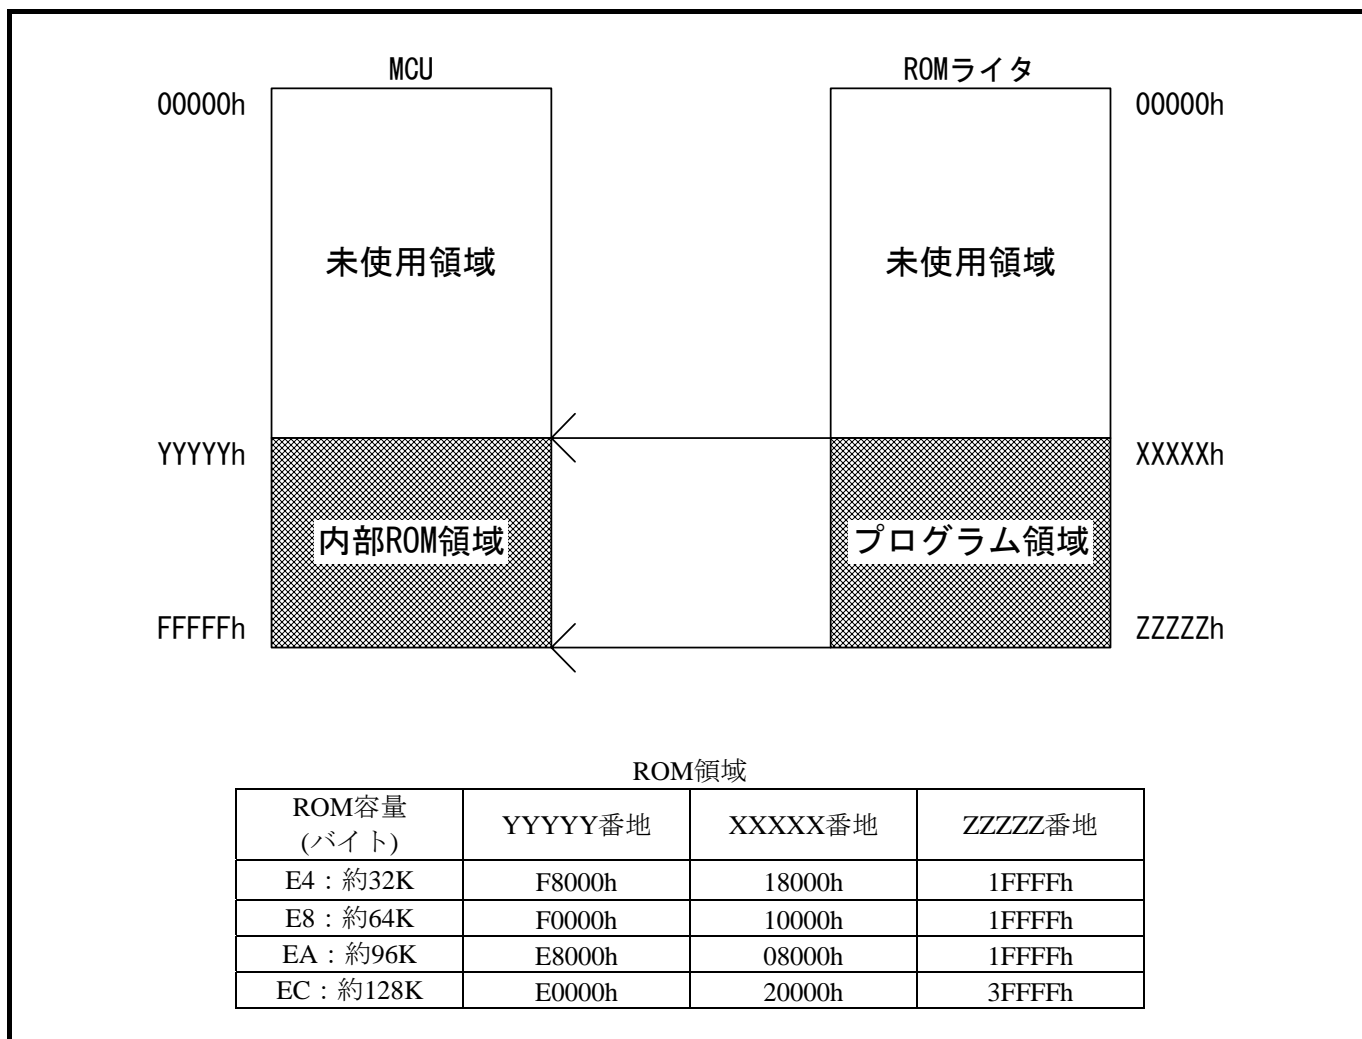 MCU ROMライタ
00000h 00000h
未使用領域 未使用領域
YYYYYh XXXXXh
内部ROM領域 プログラム領域
FFFFFh ZZZZZh
ROM領域
ROM容量
(バイト) YYYYY番地 XXXXX番地 ZZZZZ番地
E4：約32K F8000h 18000h 1FFFFh
E8：約64K F0000h 10000h 1FFFFh
EA：約96K E8000h 08000h 1FFFFh
EC：約128K E0000h 20000h 3FFFFh